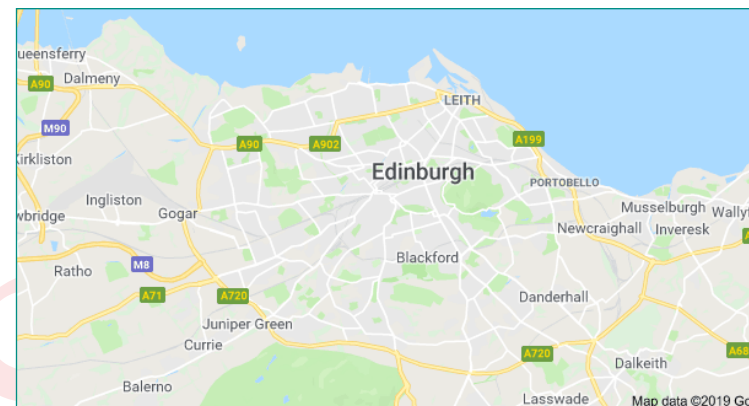 ueensferry
Dalmeny
A90
LEITH
M90
A90
A902
A199
Kirkliston
Edinburgh
PORTOBELLO
Ingliston
Musselburgh Wallyf
wbridge
Gogar
Newcraighall
Inveresk
A
Blackford
M8
Ratho
A71
A720
Danderhall
Juniper Green
Currie
A720
A68
Dalkeith
Balerno
Lasswade
Map data ©2019 Go